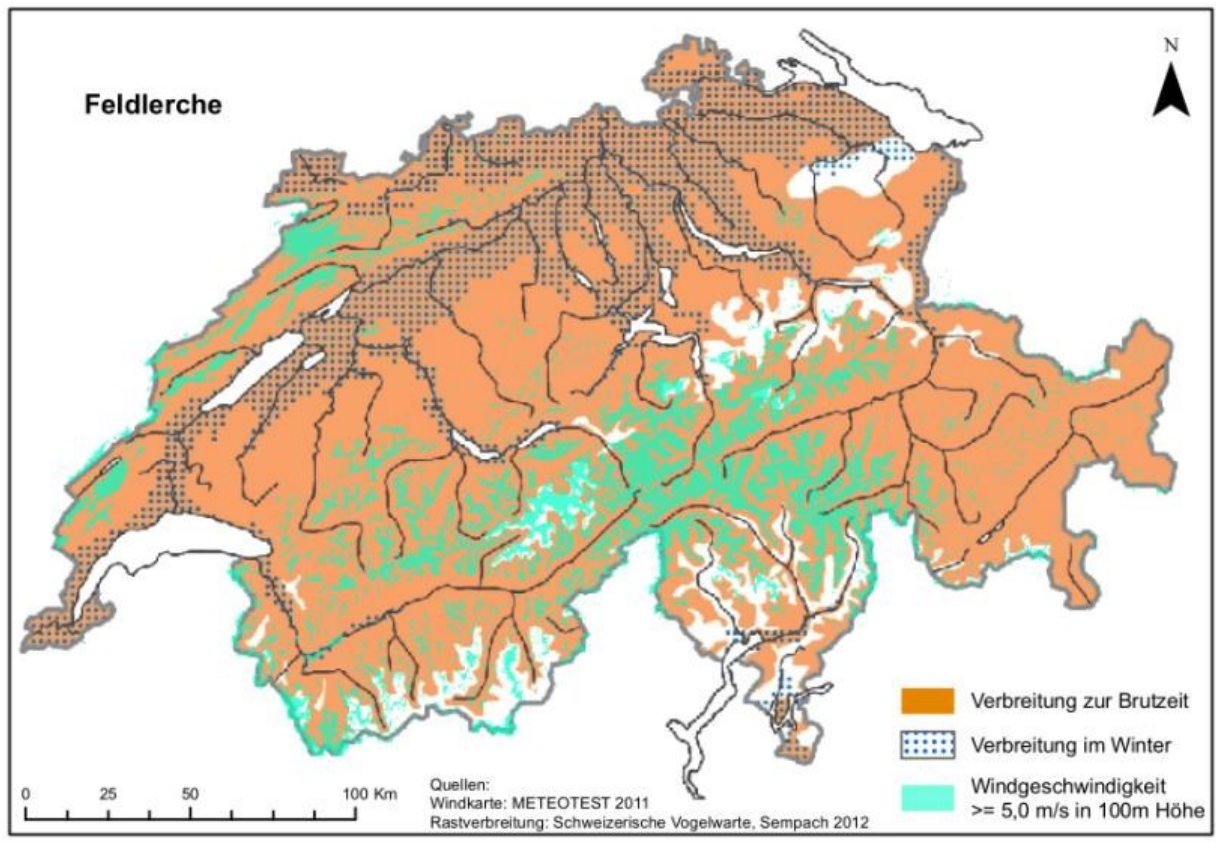 N
Feldlerche
Verbreitung zur Brutzeit
Verbreitung im Winter
Windgeschwindigkeit
>= 5,0 m/s in 100m Höhe
0 25 50 100 Km
Quellen:
Windkarte: METEOTEST 2011
Rastverbreitung: Schweizerische Vogelwarte, Sempach 2012